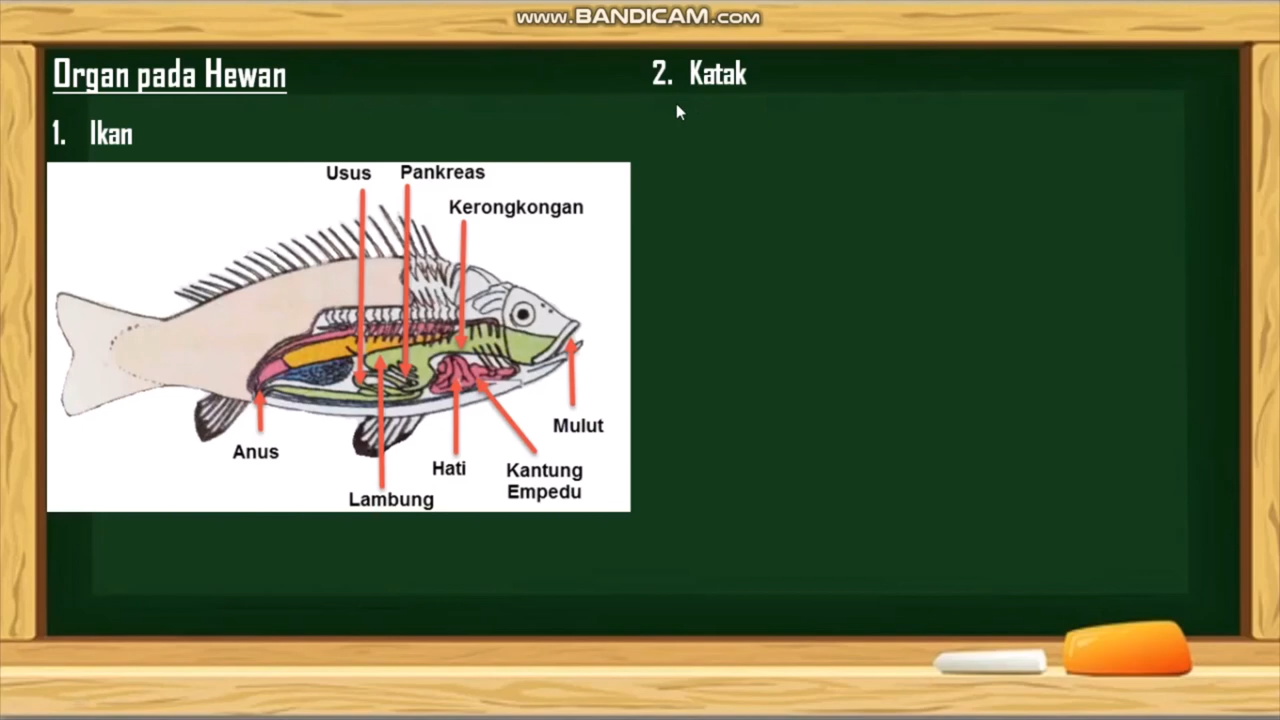 www.BANDICAM.com
Organ pada Hewan
1. Ikan
Usus
Pankreas
Kerongkongan
Mulut
Anus
Hati
Kantung
Empedu
Lambung
2. Katak